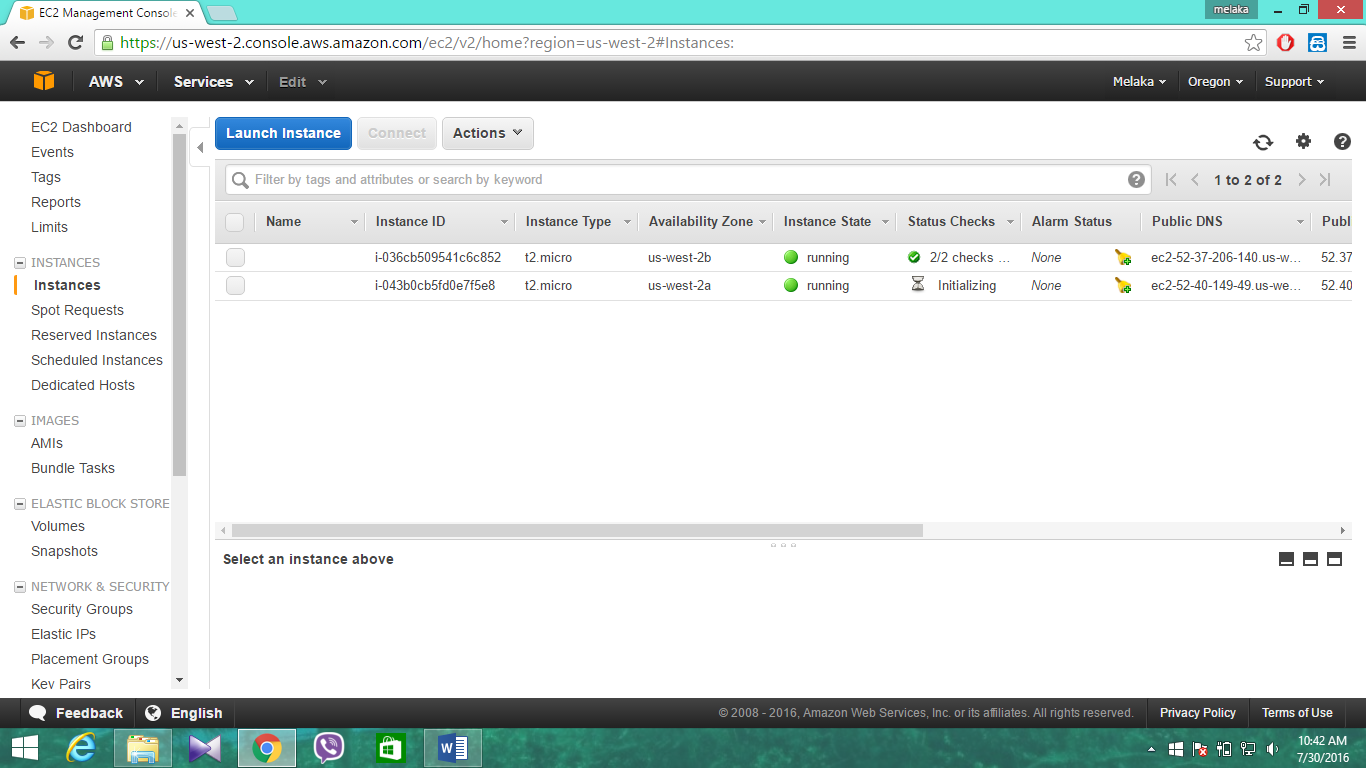 EC2 Management Console
melaka
https://us-west-2.console.aws.amazon.com/ec2/v2/home?region=us-west-2#Instances:
AWS Services Edit Melaka Oregon Support
EC2 Dashboard
Events
Tags
Reports
Limits
INSTANCES
Instances
Spot Requests
Reserved Instances
Scheduled Instances
Dedicated Hosts
IMAGES
AMIs
Bundle Tasks
ELASTIC BLOCK STORE
Volumes
Snapshots
NETWORK & SECURITY
Security Groups
Elastic IPs
Placement Groups
Key Pairs
Launch Instance Connect Actions
Filter by tags and attributes or search by keyword
1 to 2 of 2
Name Instance ID Instance Type Availability Zone Instance State Status Checks Alarm Status Public DNS Publ
i-036cb509541c6c852 t2.micro us-west-2b running 2/2 checks ... None ec2-52-37-206-140.us-w... 52.37
i-043b0cb5fd0e7f5e8 t2.micro us-west-2a running Initializing None ec2-52-40-149-49.us-we... 52.40
Select an instance above
Feedback English © 2008 - 2016, Amazon Web Services, Inc. or its affiliates. All rights reserved. Privacy Policy Terms of Use
10:42 AM
7/30/2016